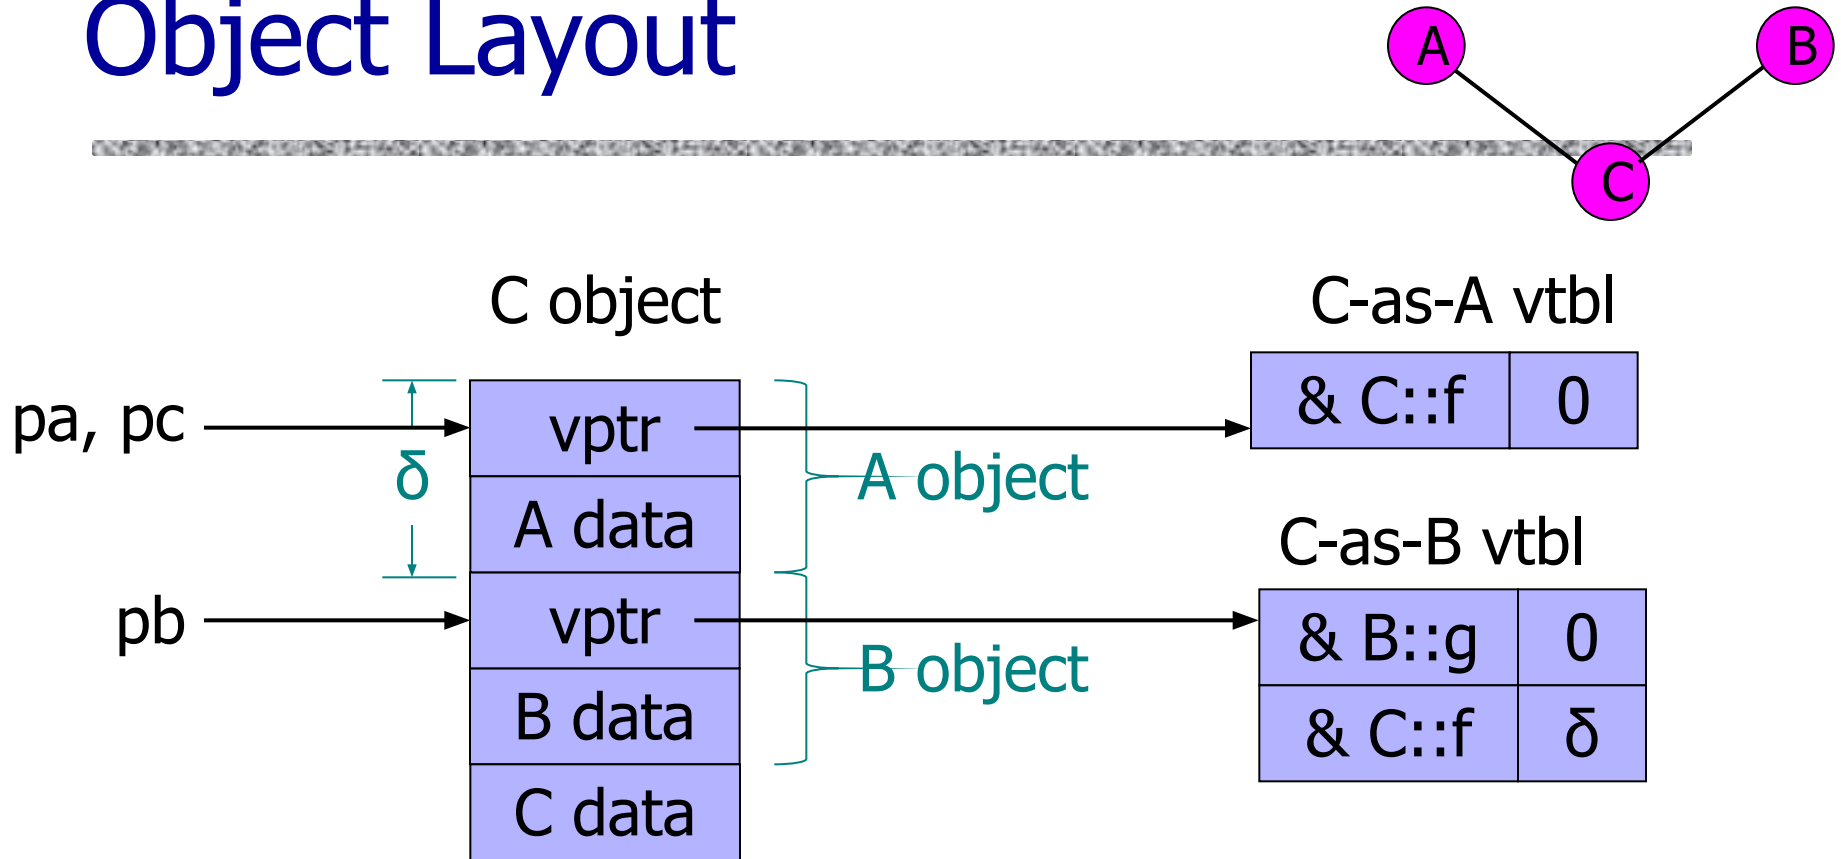 Object Layout
A
B
C
C object
C-as-A vtbl
pa, pc
vptr
& C::f 0
δ
A object
A data
C-as-B vtbl
pb
vptr
& B::g 0
B object
B data
& C::f δ
C data